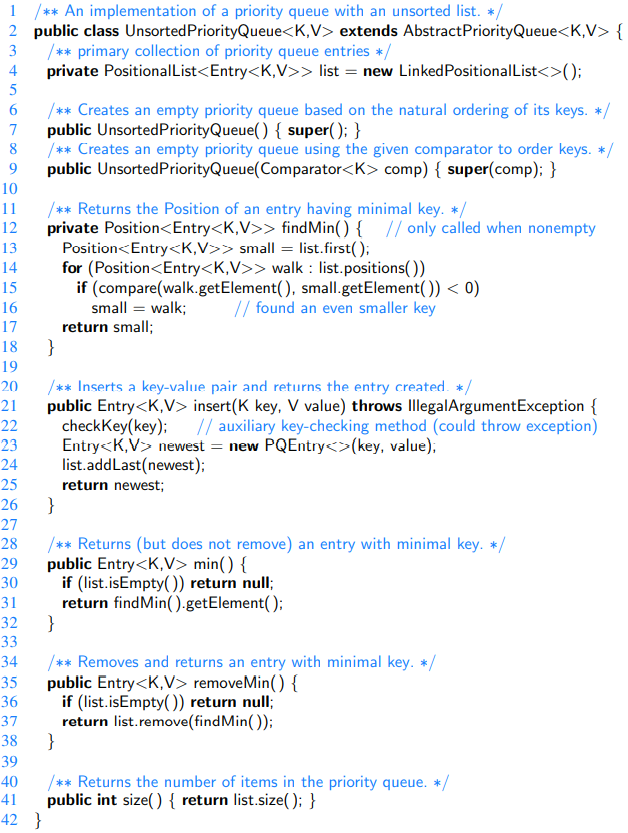 1 /** An implementation of a priority queue with an unsorted list. */
2 public class UnsortedPriorityQueue<K,V> extends AbstractPriorityQueue<K,V> {
3 /** primary collection of priority queue entries */
4 private PositionalList<Entry<K,V>> list = new LinkedPositionalList<>( );
5
6 /** Creates an empty priority queue based on the natural ordering of its keys. */
7 public UnsortedPriorityQueue( ) { super( ); }
8 /** Creates an empty priority queue using the given comparator to order keys. */
9 public UnsortedPriorityQueue(Comparator<K> comp) { super(comp); }
10
11 /** Returns the Position of an entry having minimal key. */
12 private Position<Entry<K,V>> findMin( ) { // only called when nonempty
13 Position<Entry<K,V>> small = list.first( );
14 for (Position<Entry<K,V>> walk : list.positions( ))
15 if (compare(walk.getElement( ), small.getElement( )) < 0)
16 small = walk; // found an even smaller key
17 return small;
18 }
19
20 /** Inserts a key-value pair and returns the entry created. */
21 public Entry<K,V> insert(K key, V value) throws IllegalArgumentException {
22 checkKey(key); // auxiliary key-checking method (could throw exception)
23 Entry<K,V> newest = new PQEntry<>(key, value);
24 list.addLast(newest);
25 return newest;
26 }
27
28 /** Returns (but does not remove) an entry with minimal key. */
29 public Entry<K,V> min( ) {
30 if (list.isEmpty( )) return null;
31 return findMin( ).getElement( );
32 }
33
34 /** Removes and returns an entry with minimal key. */
35 public Entry<K,V> removeMin( ) {
36 if (list.isEmpty( )) return null;
37 return list.remove(findMin( ));
38 }
39
40 /** Returns the number of items in the priority queue. */
41 public int size( ) { return list.size( ); }
42 }